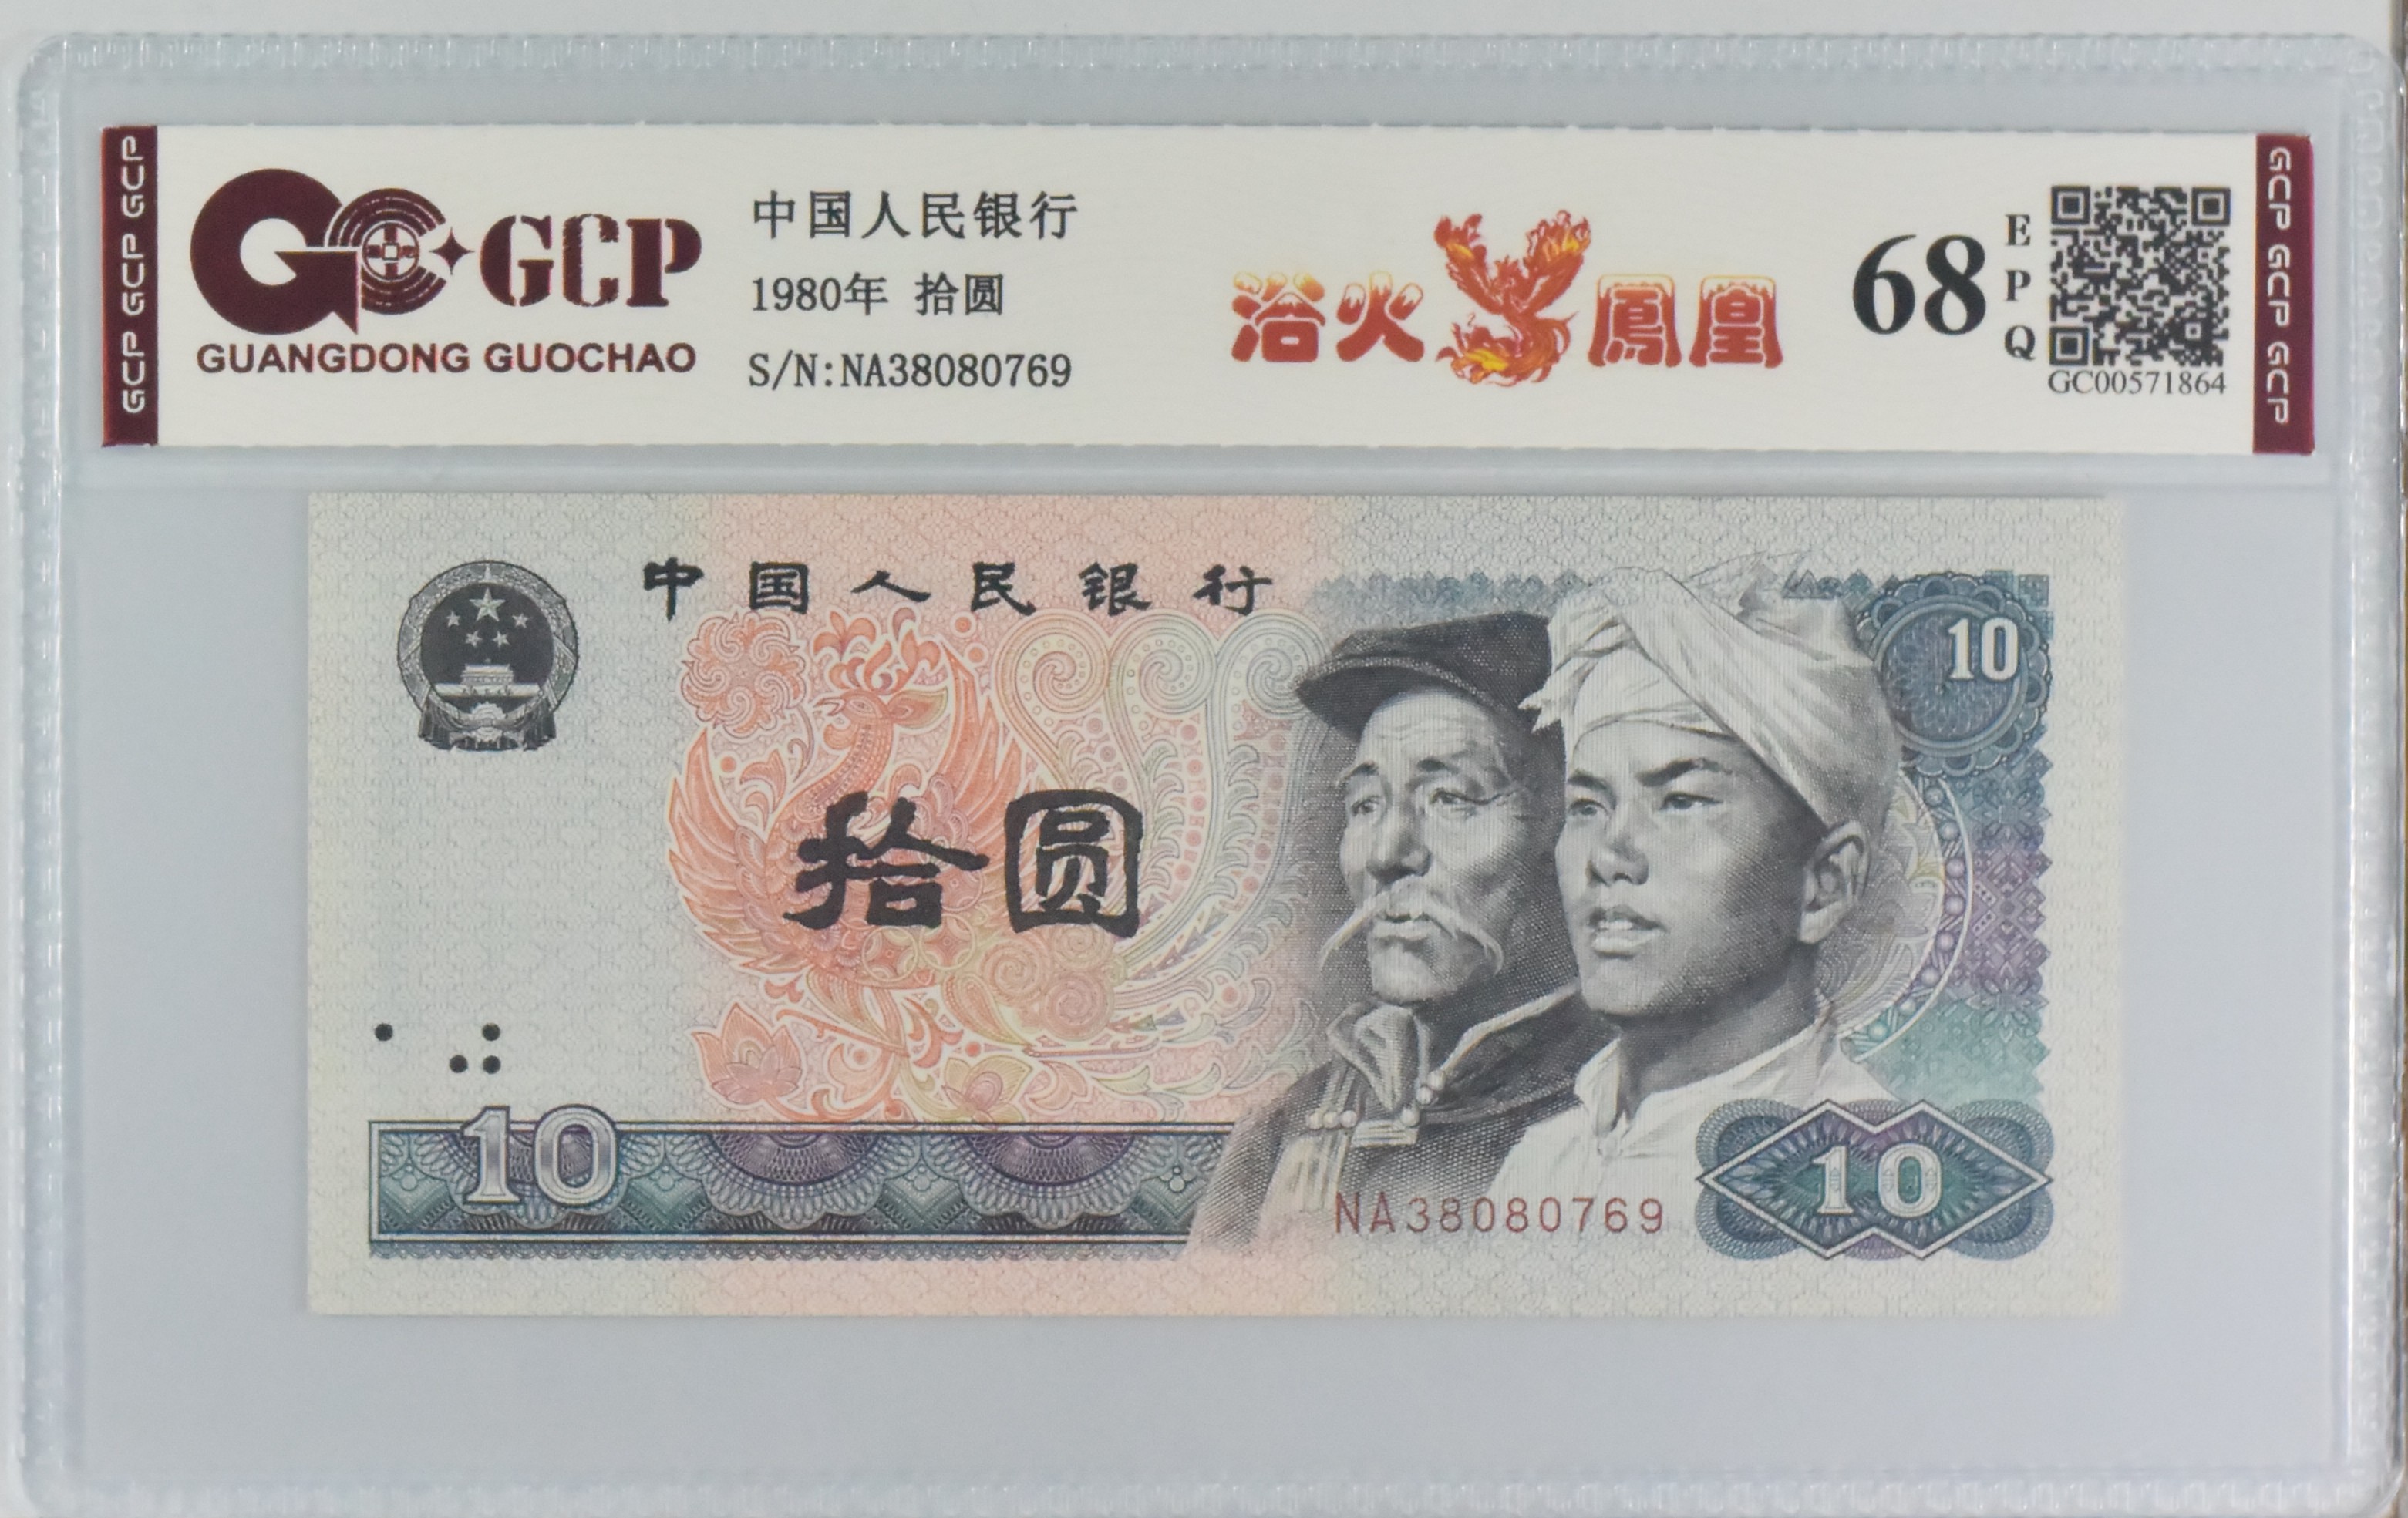 GCP GCP GCP
GCP
GUANGDONG GUOCHAO
中国人民银行
1980年 拾圆
S/N:NA38080769
浴火鳳凰
68
EPQ
GC00571864
GCP GCP GCP
中国人民银行
10
拾圆
10
NA38080769
10